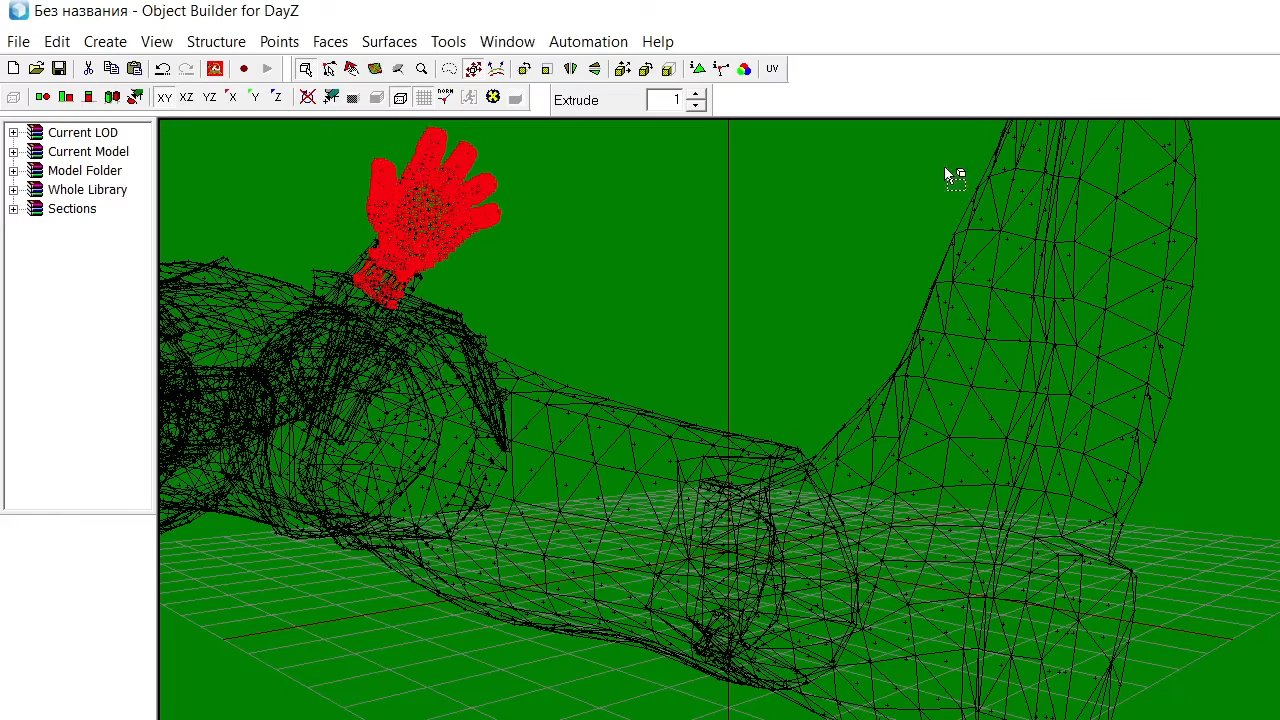 Без названия - Object Builder for DayZ
File Edit Create View Structure Points Faces Surfaces Tools Window Automation Help
UV
XY XZ YZ X Y Z NORM Extrude 1
Current LOD
Current Model
Model Folder
Whole Library
Sections